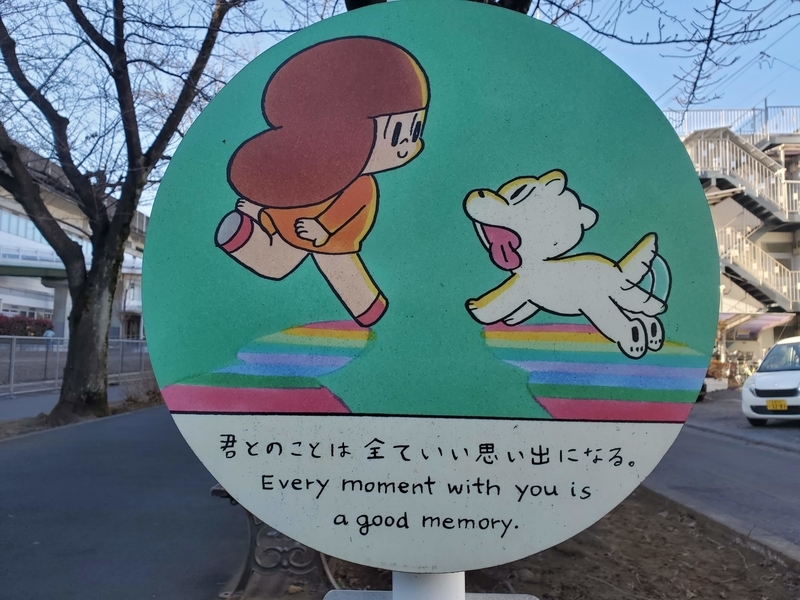 君とのことは 全ていい思い出になる。
Every moment with you is
a good memory.